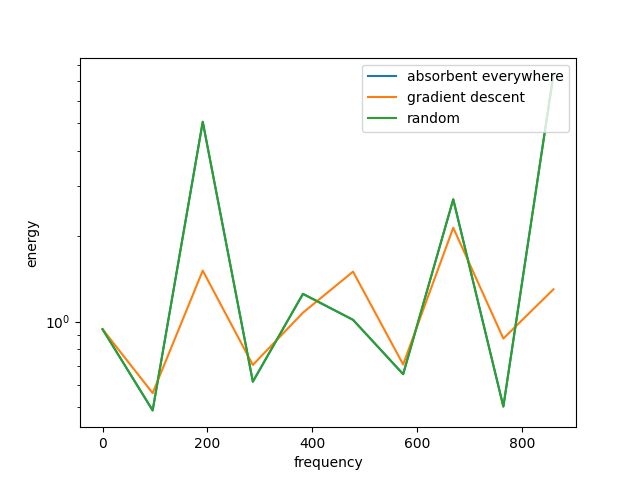 absorbent everywhere
gradient descent
random
energy
10⁰
0
200
400
600
800
frequency